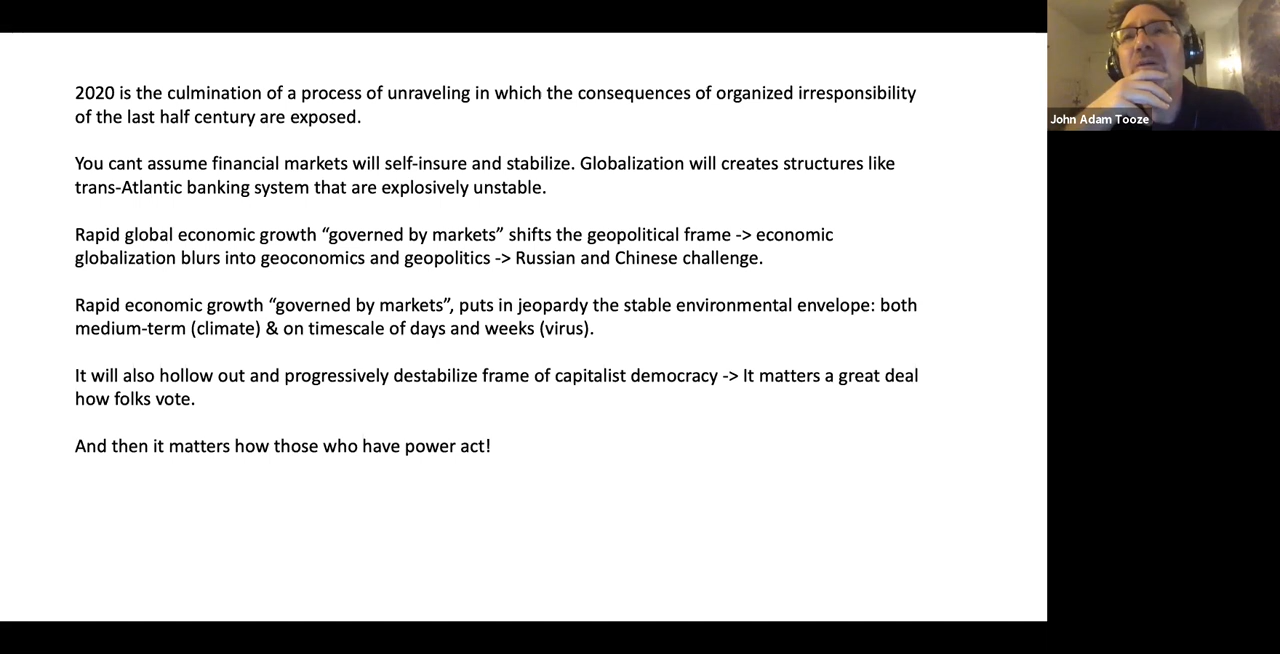 2020 is the culmination of a process of unraveling in which the consequences of organized irresponsibility
of the last half century are exposed.
You cant assume financial markets will self-insure and stabilize. Globalization will creates structures like
trans-Atlantic banking system that are explosively unstable.
Rapid global economic growth “governed by markets” shifts the geopolitical frame -> economic
globalization blurs into geoconomics and geopolitics -> Russian and Chinese challenge.
Rapid economic growth “governed by markets”, puts in jeopardy the stable environmental envelope: both
medium-term (climate) & on timescale of days and weeks (virus).
It will also hollow out and progressively destabilize frame of capitalist democracy -> It matters a great deal
how folks vote.
And then it matters how those who have power act!
John Adam Tooze